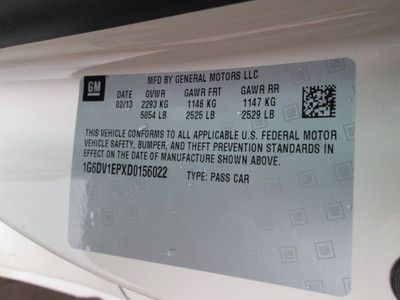 GM
MFD BY GENERAL MOTORS LLC
DATE GVWR GAWR FRT GAWR RR
02/13 2293 KG 1146 KG 1147 KG
5054 LB 2525 LB 2529 LB
THIS VEHICLE CONFORMS TO ALL APPLICABLE U.S. FEDERAL MOTOR
VEHICLE SAFETY, BUMPER, AND THEFT PREVENTION STANDARDS IN
EFFECT ON THE DATE OF MANUFACTURE SHOWN ABOVE.
1G6DV1EPXD0156022 TYPE: PASS CAR